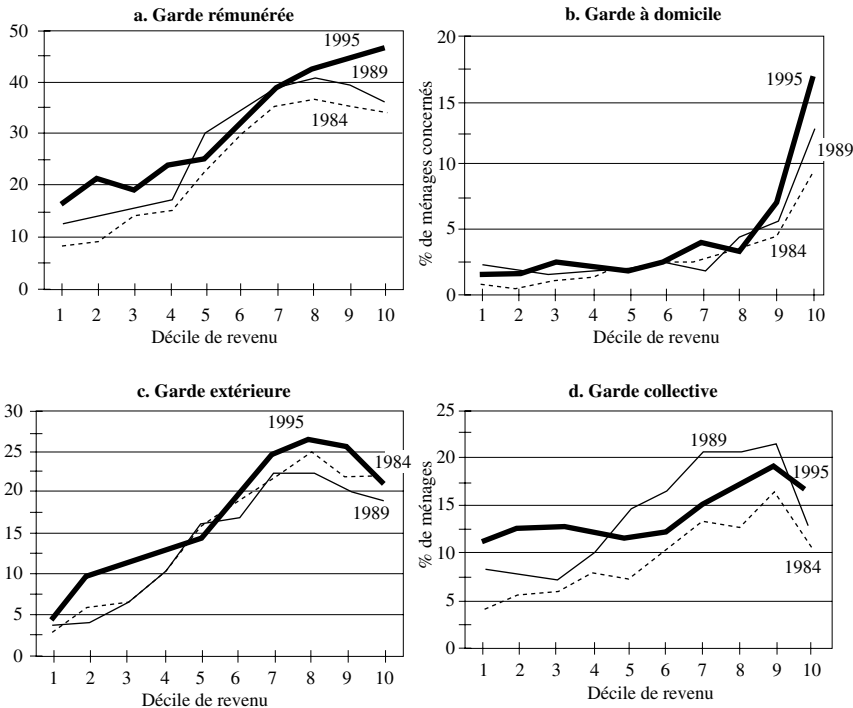 a. Garde rémunérée
50
40
30
20
10
0
1995
1989
1984
1 2 3 4 5 6 7 8 9 10
Décile de revenu
b. Garde à domicile
% de ménages concernés
20
15
10
5
0
1995
1989
1984
1 2 3 4 5 6 7 8 9 10
Décile de revenu
c. Garde extérieure
30
25
20
15
10
5
0
1995
1984
1989
1 2 3 4 5 6 7 8 9 10
Décile de revenu
d. Garde collective
% de ménages
25
20
15
10
5
0
1989
1995
1984
1 2 3 4 5 6 7 8 9 10
Décile de revenu